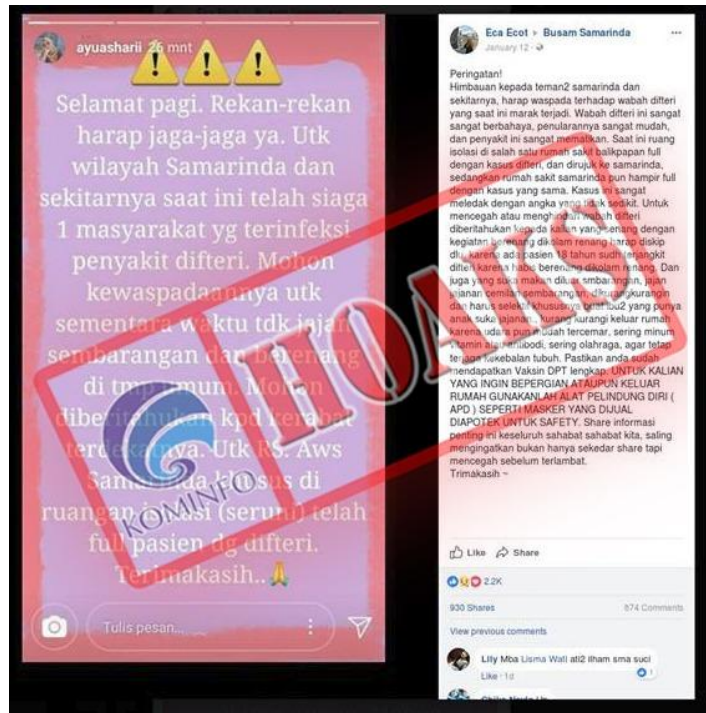 ayuasharii 26 mnt
Selamat pagi. Rekan-rekan
harap jaga-jaga ya. Utk
wilayah Samarinda dan
sekitarnya saat ini telah siaga
1 masyarakat yg terinfeksi
penyakit difteri. Mohon
kewaspadaannya utk
sementara waktu tdk jajan
sembarangan dan berenang
di tmp umum. Mohon
diberitahukan kpd kerabat
terdekatnya. Utk RS. Aws
Samarinda khusus di
ruangan isolasi (seruni) telah
full pasien dg difteri.
Terimakasih..
Tulis pesan...
KOMINFO
HOAKS
Eca Ecot ▸ Busam Samarinda
January 12
Peringatan!
Himbauan kepada teman2 samarinda dan
sekitarnya, harap waspada terhadap wabah difteri
yang saat ini marak terjadi. Wabah difteri ini sangat
sangat berbahaya, penularannya sangat mudah,
dan penyakit ini sangat mematikan. Saat ini ruang
isolasi di salah satu rumah sakit balikpapan full
dengan kasus difteri, dan dirujuk ke samarinda,
sedangkan rumah sakit samarinda pun hampir full
dengan kasus yang sama. Kasus ini sangat
meledak dengan angka yang tidak sedikit. Untuk
mencegah atau wabah difteri
diberitahukan kepada kalian yang dengan
kegiatan dikolam renang harap diskip
dlu karena ada pasien tahun sudh
difteri karena habis berenang dikolam renang. Dan
juga yang suka makan diluar jajan
jajanan cemilan sembarangan
dan harus selektif khususnya buat ibu2 yang punya
suka jajanan, kurang kurangi keluar rumah
karena udara pun mudah tercemar, sering minum
vitamin atau antibodi, sering olahraga, agar tetap
terjaga kekebalan tubuh. Pastikan anda sudah
mendapatkan Vaksin DPT lengkap. UNTUK KALIAN
YANG INGIN BEPERGIAN ATAUPUN KELUAR
RUMAH GUNAKANLAH ALAT PELINDUNG DIRI (
APD ) SEPERTI MASKER YANG DIJUAL
DIAPOTEK UNTUK SAFETY. Share informasi
penting ini keseluruh sahabat sahabat kita, saling
mengingatkan bukan hanya sekedar share tapi
mencegah sebelum terlambat.
Trimakasih ~
Like Share
2.2K
930 Shares 874 Comments
View previous comments
Lily Mba Lisma Wati ati2 ilham sma suci
Like · 1d 1